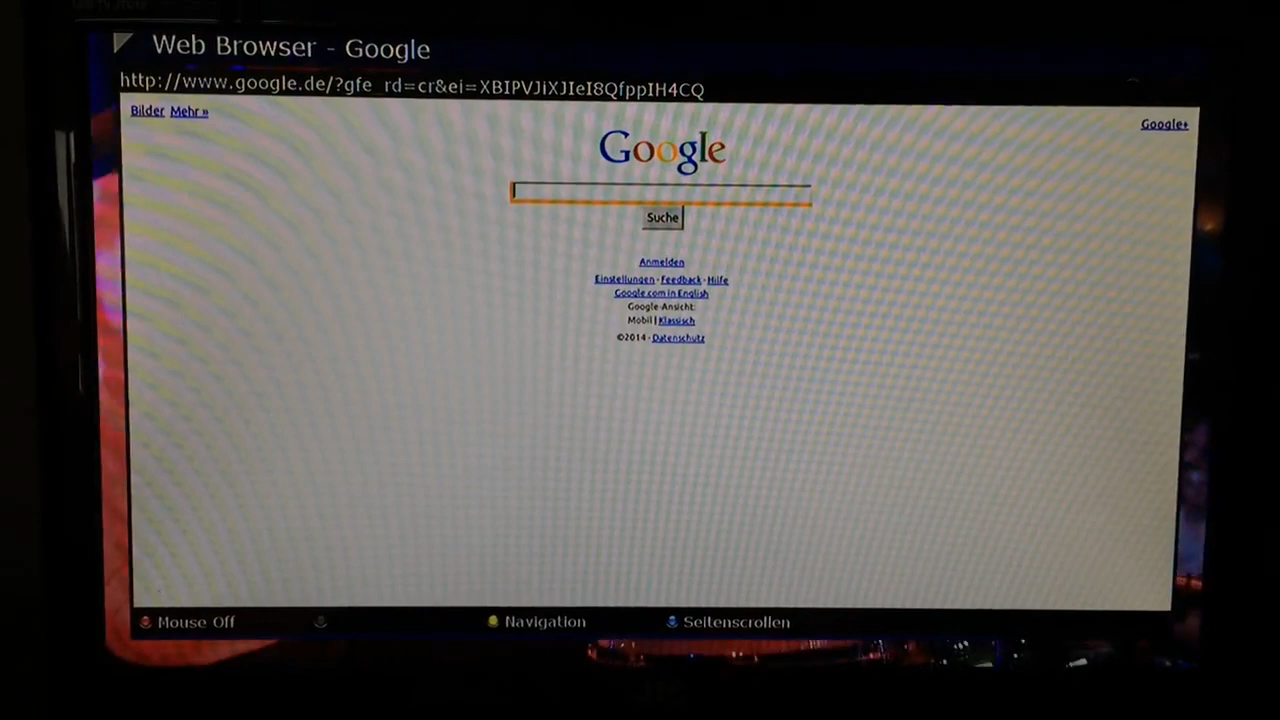 Web Browser - Google
http://www.google.de/?gfe_rd=cr&ei=XBIPVJiXJIeI8QfppIH4CQ
Bilder Mehr »
Google+
Google
Suche
Anmelden
Einstellungen - Feedback - Hilfe
Google.com in English
Google-Ansicht:
Mobil | Klassisch
©2014 - Datenschutz
Mouse Off
Navigation
Seitenscrollen